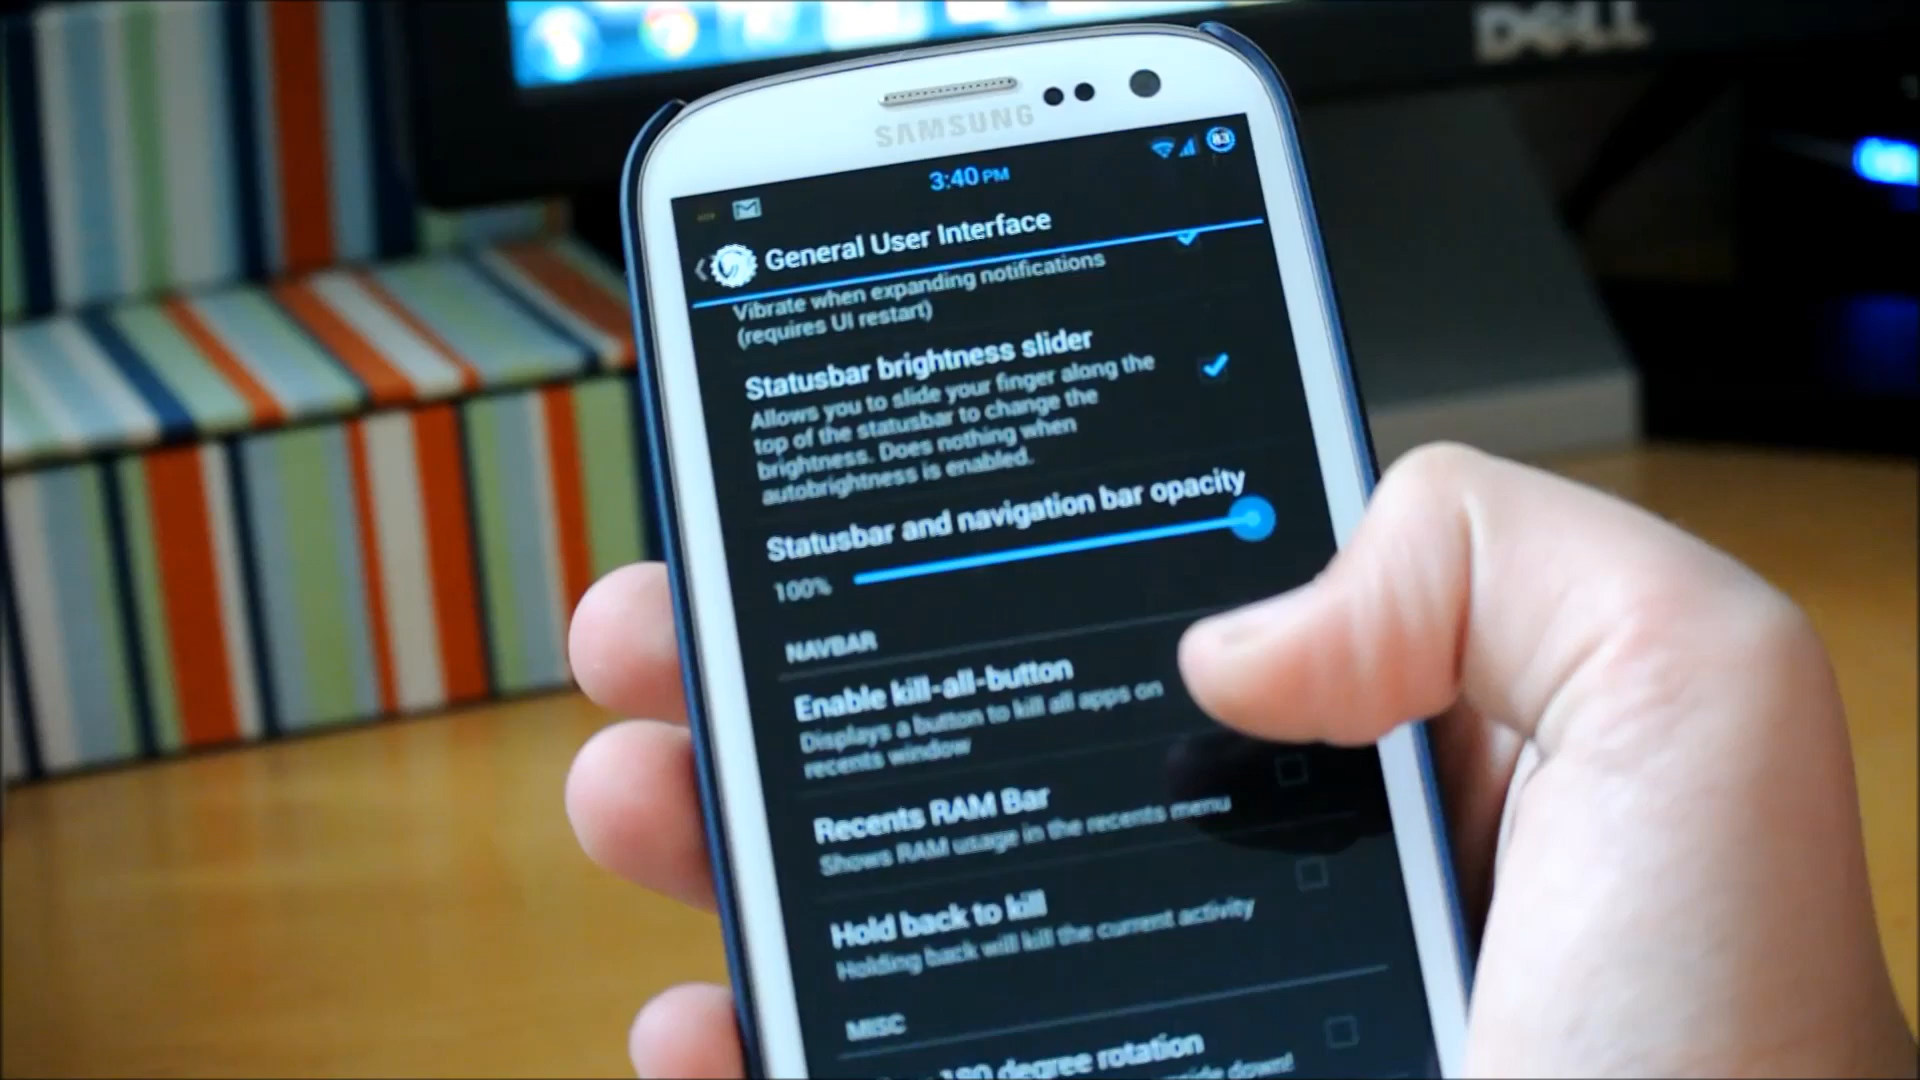 DELL
SAMSUNG
83
3:40 PM
General User Interface
Vibrate when expanding notifications
(requires UI restart)
Statusbar brightness slider
Allows you to slide your finger along the
top of the statusbar to change the
brightness. Does nothing when
autobrightness is enabled.
Statusbar and navigation bar opacity
100%
NAVBAR
Enable kill-all-button
Displays a button to kill all apps on
recents window
Recents RAM Bar
Shows RAM usage in the recents menu
Hold back to kill
Holding back will kill the current activity
MISC
180 degree rotation
down!